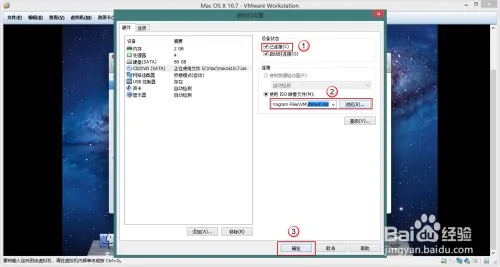 Mac OS X 10.7 - VMware Workstation
虚拟机设置
硬件 选项
设备 摘要
内存 2 GB
处理器 4
硬盘(SATA) 60 GB
CD/DVD (SATA) 正在使用文件 G:\mac\macos10.7.iso
网络适配器 桥接模式(自动)
USB 控制器 存在
声卡 自动检测
显示器 自动检测
添加(A)... 移除(R)
设备状态
已连接(C)
①
启动时连接(O)
连接
使用物理驱动器(P):
自动检测
使用 ISO 映像文件(M):
②
rogram Files\VM\darwin.iso
浏览(B)...
高级(V)...
③
确定 取消 帮助
Bai 百度 经验
jingyan.baidu.com
要将输入定向到该虚拟机，请在虚拟机内部单击或按 Ctrl+G。